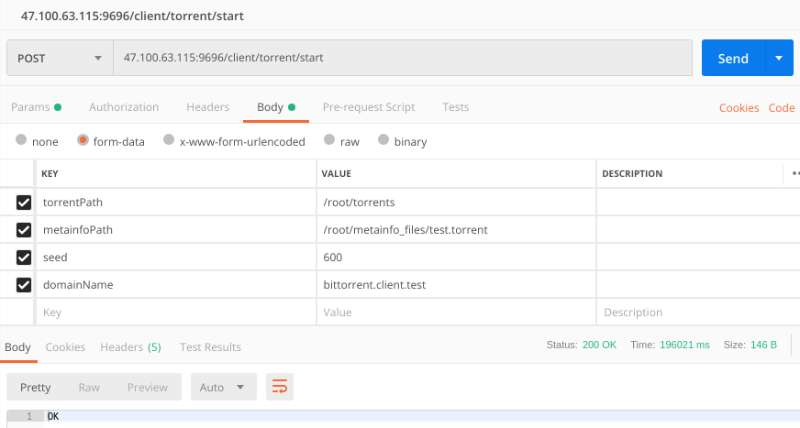 47.100.63.115:9696/client/torrent/start
POST 47.100.63.115:9696/client/torrent/start Send
Params Authorization Headers Body Pre-request Script Tests Cookies Code
none form-data x-www-form-urlencoded raw binary
KEY VALUE DESCRIPTION
torrentPath /root/torrents
metainfoPath /root/metainfo_files/test.torrent
seed 600
domainName bittorrent.client.test
Key Value Description
Body Cookies Headers (5) Test Results Status: 200 OK Time: 196021 ms Size: 146 B
Pretty Raw Preview Auto
1 OK